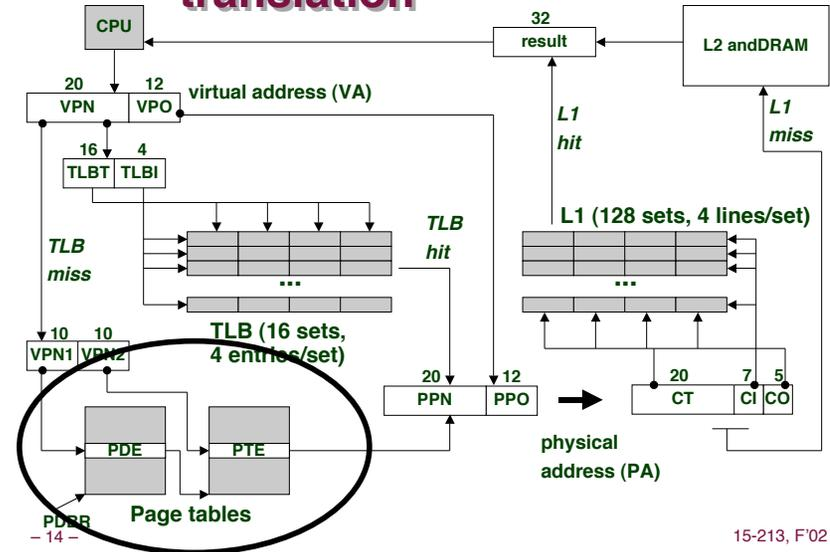 translation
CPU
32
result
L2 andDRAM
20 12
VPN VPO
virtual address (VA)
L1
hit
L1
miss
16 4
TLBT TLBI
L1 (128 sets, 4 lines/set)
TLB
hit
TLB
miss
...
...
TLB (16 sets,
4 entries/set)
10 10
VPN1 VPN2
20 12
PPN PPO
20 7 5
CT CI CO
physical
address (PA)
PDE
PTE
PDBR
Page tables
– 14 –
15-213, F'02